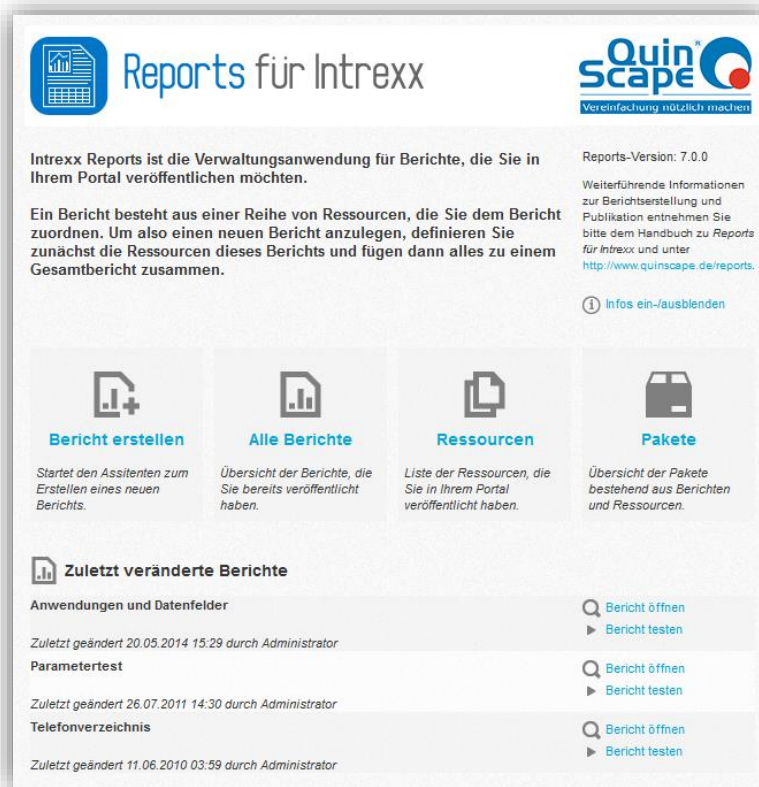 Reports für Intrexx
Quin
Scape®
Vereinfachung nützlich machen
Intrexx Reports ist die Verwaltungsanwendung für Berichte, die Sie in
Ihrem Portal veröffentlichen möchten.
Ein Bericht besteht aus einer Reihe von Ressourcen, die Sie dem Bericht
zuordnen. Um also einen neuen Bericht anzulegen, definieren Sie
zunächst die Ressourcen dieses Berichts und fügen dann alles zu einem
Gesamtbericht zusammen.
Reports-Version: 7.0.0
Weiterführende Informationen
zur Berichtserstellung und
Publikation entnehmen Sie
bitte dem Handbuch zu Reports
für Intrexx und unter
http://www.quinscape.de/reports.
Infos ein-/ausblenden
Bericht erstellen
Startet den Assitenten zum
Erstellen eines neuen
Berichts.
Alle Berichte
Übersicht der Berichte, die
Sie bereits veröffentlicht
haben.
Ressourcen
Liste der Ressourcen, die
Sie in Ihrem Portal
veröffentlicht haben.
Pakete
Übersicht der Pakete
bestehend aus Berichten
und Ressourcen.
Zuletzt veränderte Berichte
Anwendungen und Datenfelder
Zuletzt geändert 20.05.2014 15:29 durch Administrator
Bericht öffnen
Bericht testen
Parametertest
Zuletzt geändert 26.07.2011 14:30 durch Administrator
Bericht öffnen
Bericht testen
Telefonverzeichnis
Zuletzt geändert 11.06.2010 03:59 durch Administrator
Bericht öffnen
Bericht testen